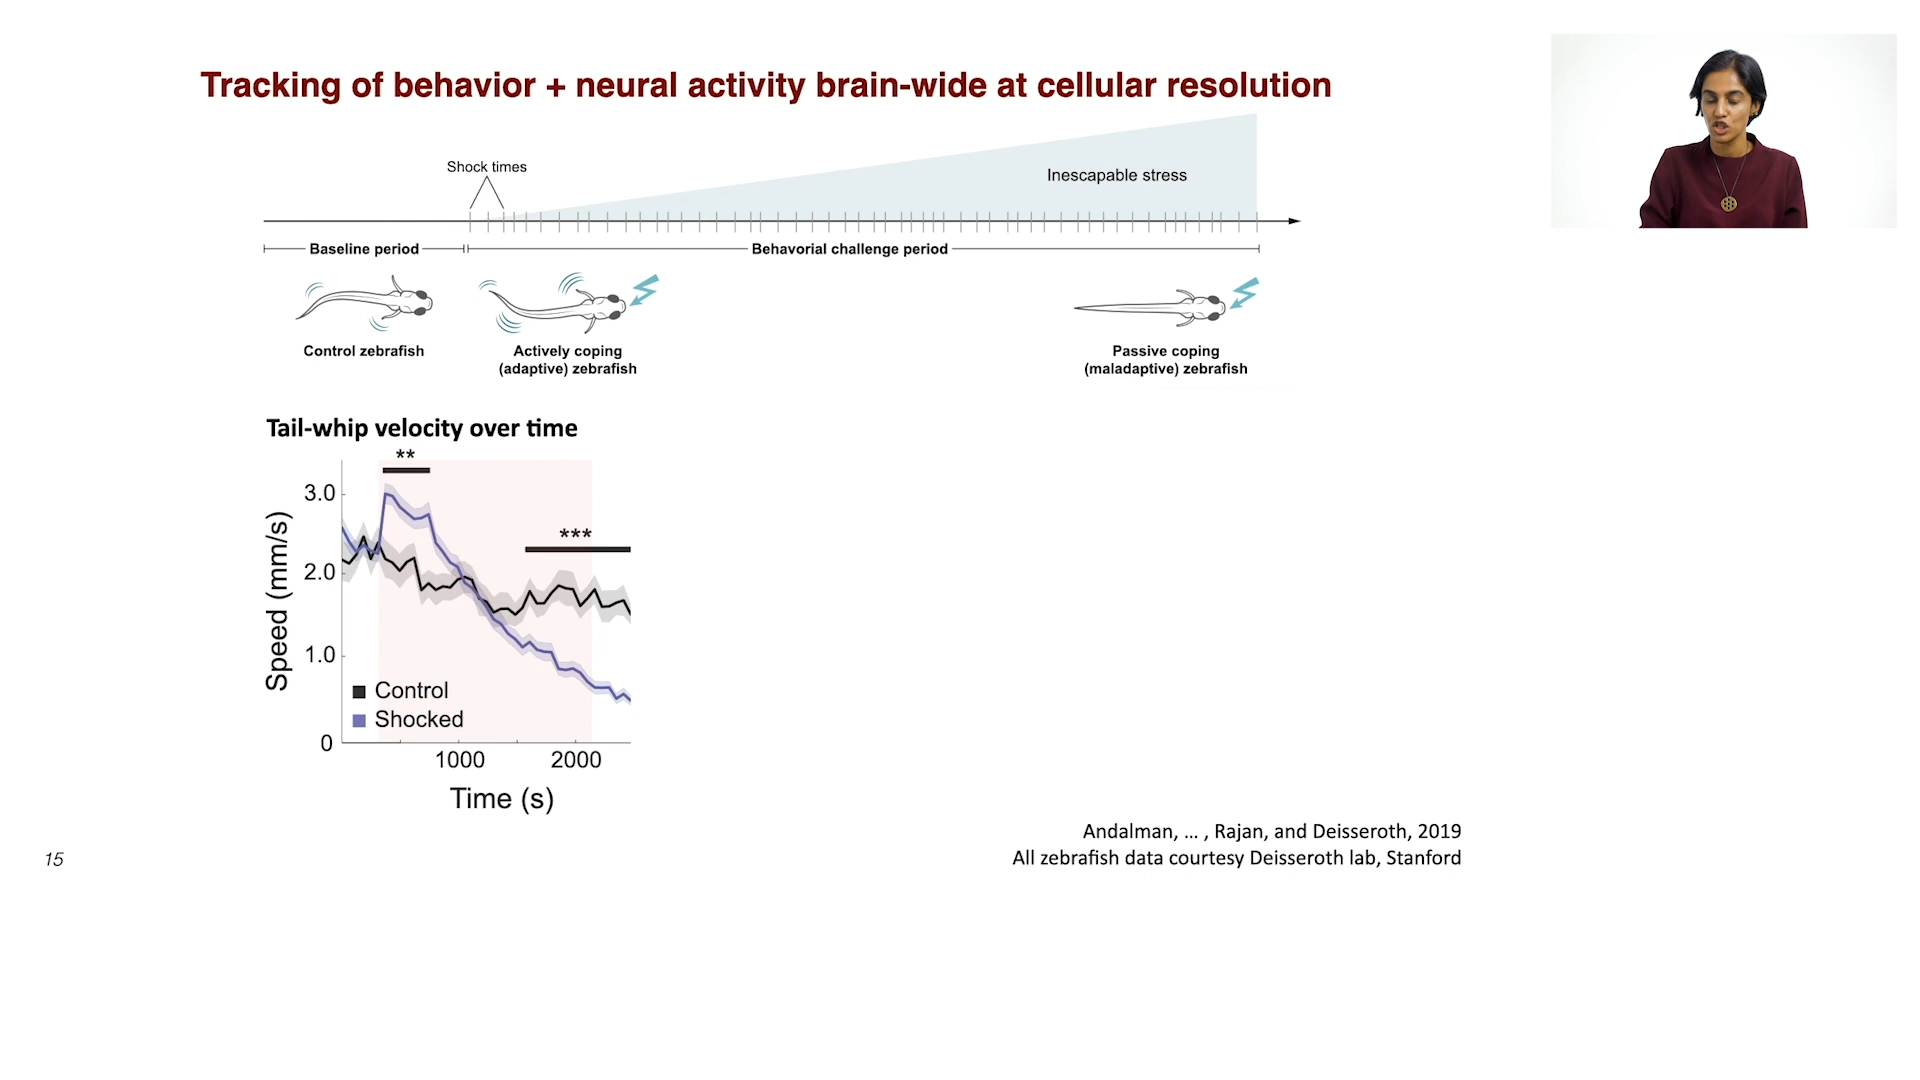 Tracking of behavior + neural activity brain-wide at cellular resolution
Shock times
Inescapable stress
Baseline period
Behavorial challenge period
Control zebrafish
Actively coping
(adaptive) zebrafish
Passive coping
(maladaptive) zebrafish
Tail-whip velocity over time
**
***
3.0
2.0
1.0
0
Speed (mm/s)
Control
Shocked
1000
2000
Time (s)
Andalman, ... , Rajan, and Deisseroth, 2019
All zebrafish data courtesy Deisseroth lab, Stanford
15